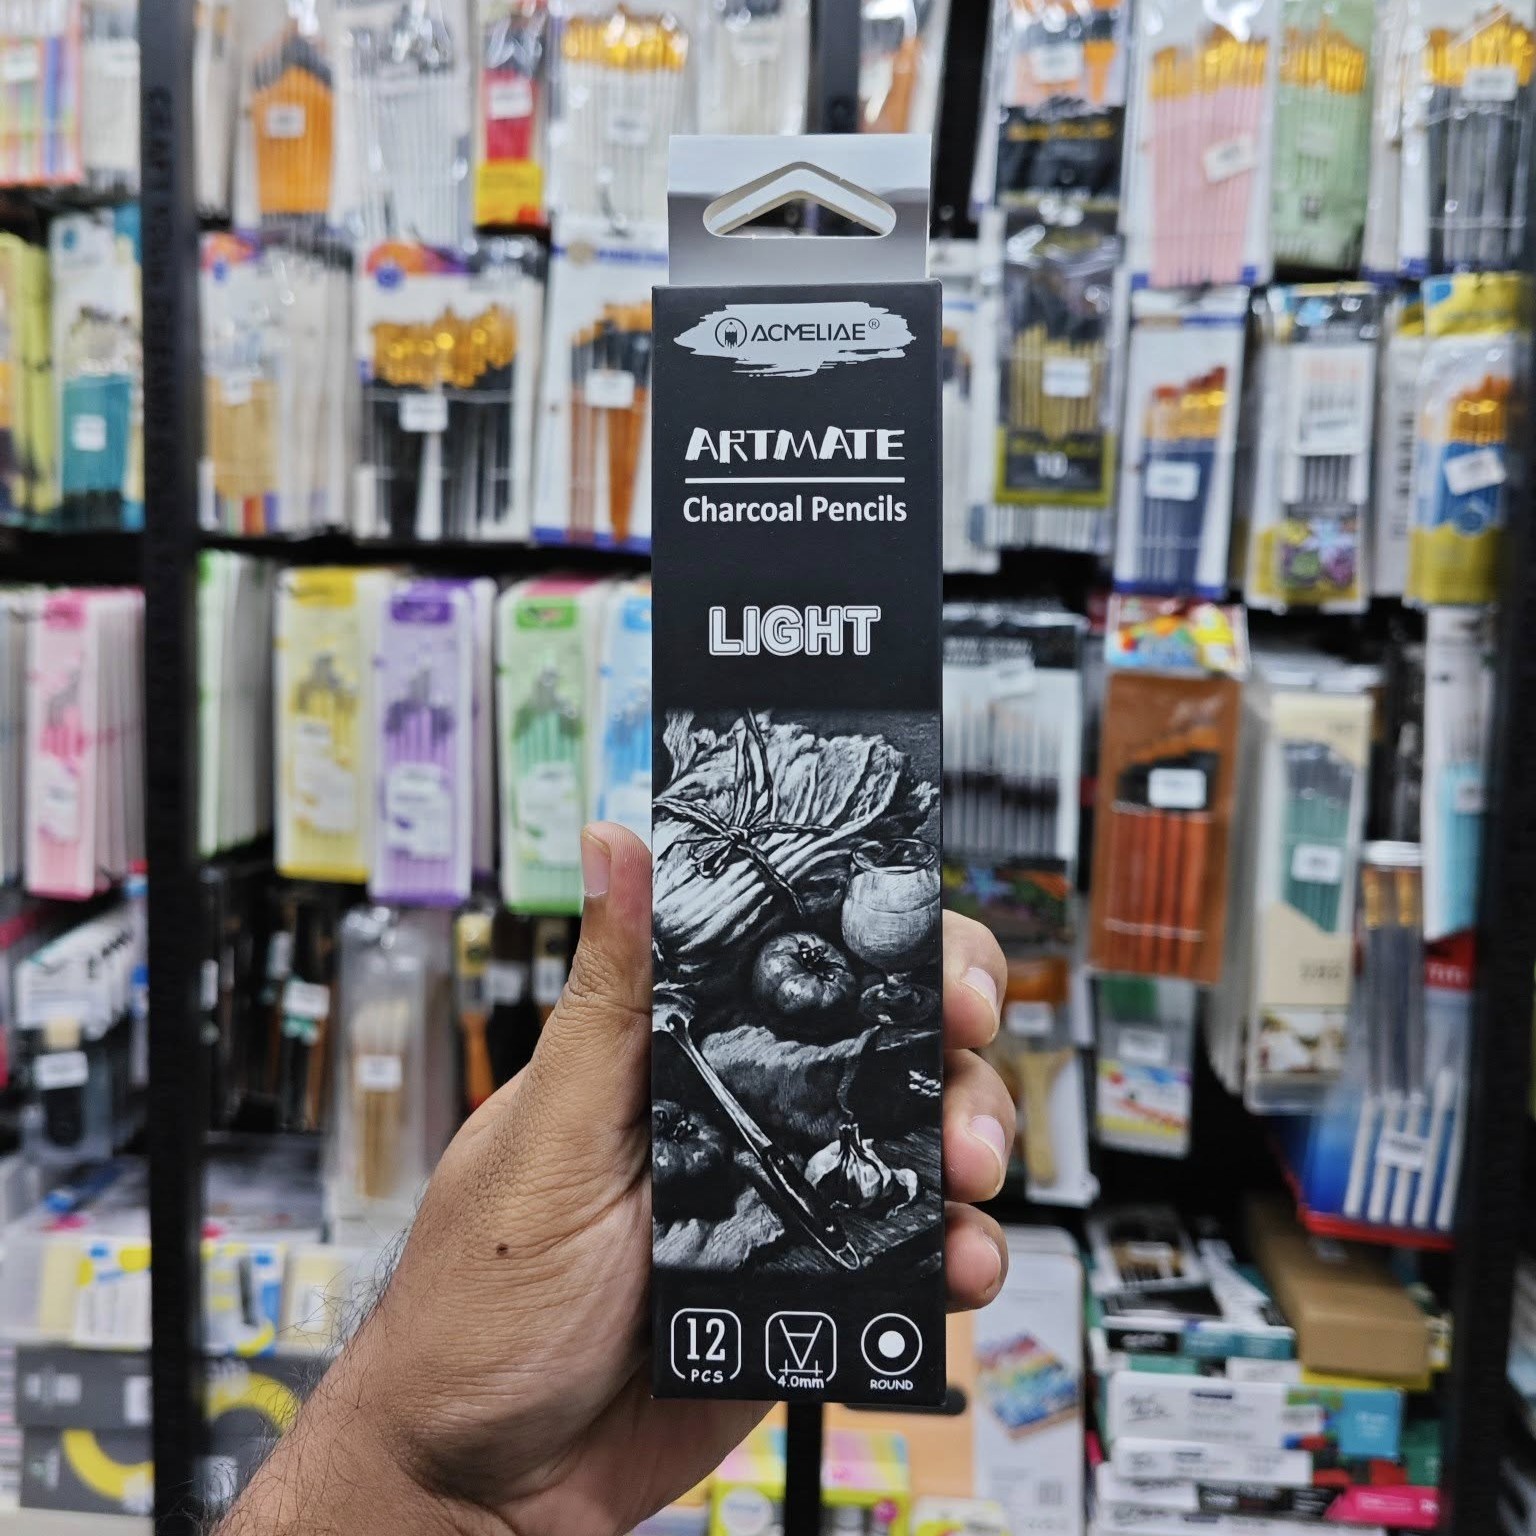 ACMELIAE®
ARTMATE
Charcoal Pencils
LIGHT
12
PCS
4.0mm
ROUND